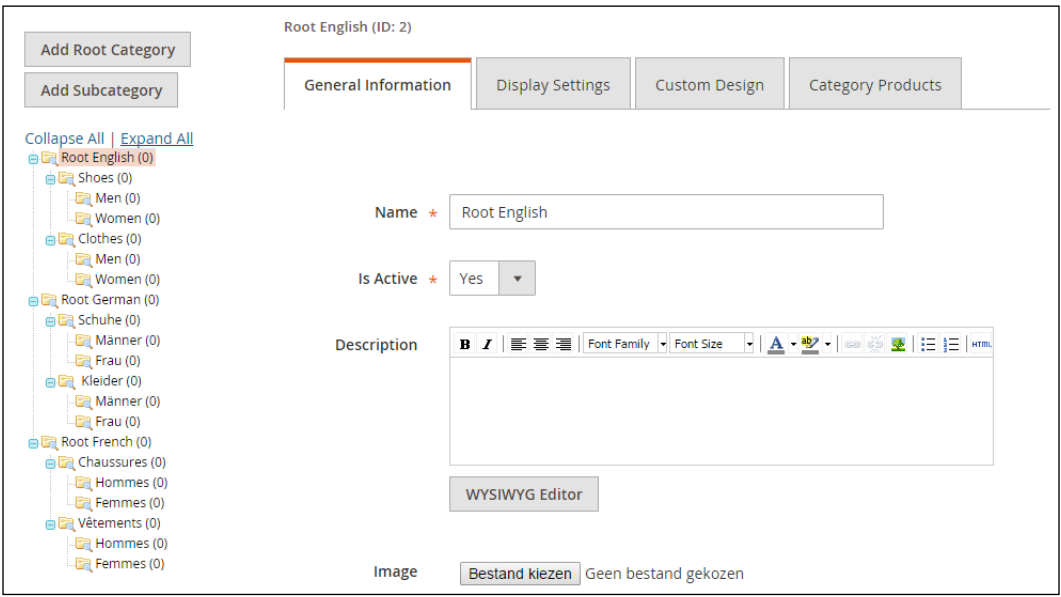 Add Root Category
Add Subcategory
Collapse All | Expand All
Root English (0)
Shoes (0)
Men (0)
Women (0)
Clothes (0)
Men (0)
Women (0)
Root German (0)
Schuhe (0)
Männer (0)
Frau (0)
Kleider (0)
Männer (0)
Frau (0)
Root French (0)
Chaussures (0)
Hommes (0)
Femmes (0)
Vêtements (0)
Hommes (0)
Femmes (0)
Root English (ID: 2)
General Information Display Settings Custom Design Category Products
Name * Root English
Is Active * Yes
Description B I Font Family Font Size A ab HTML
WYSIWYG Editor
Image Bestand kiezen Geen bestand gekozen